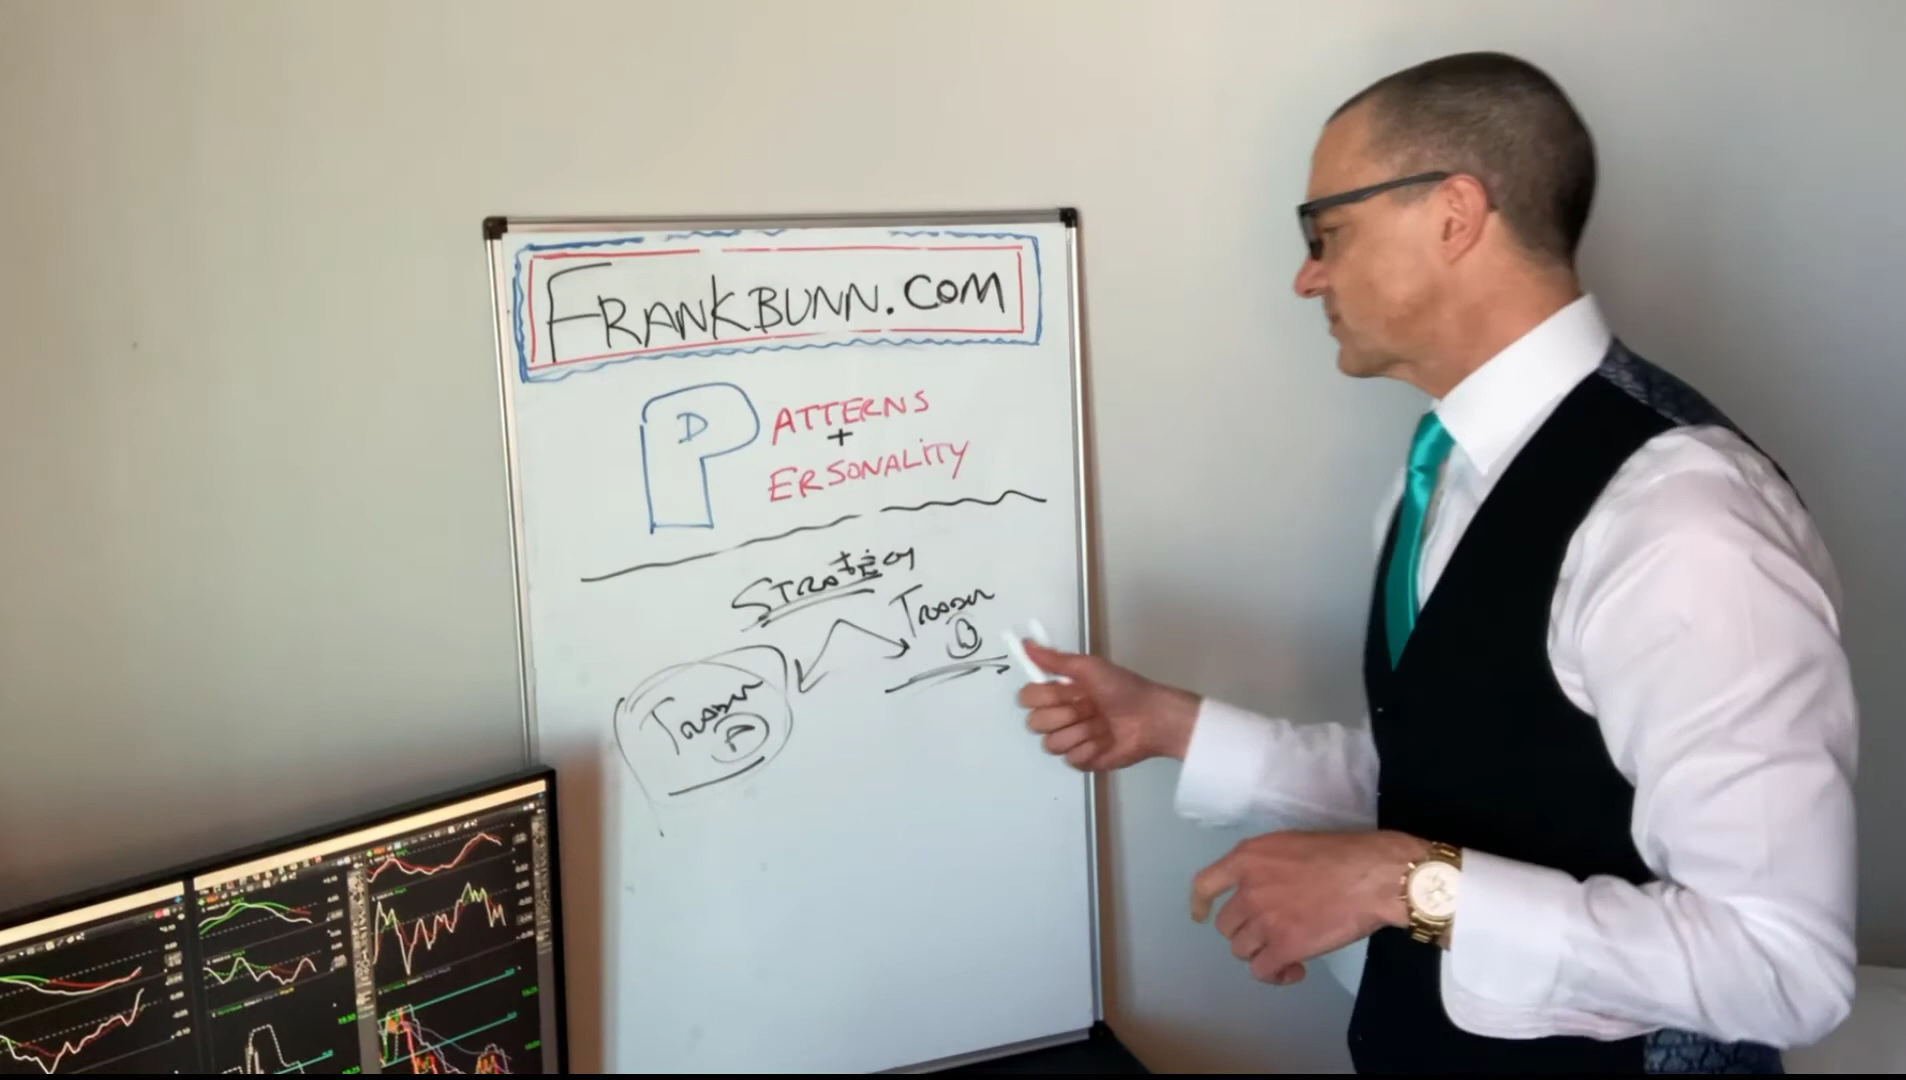 FRANKBUNN.COM
P ATTERNS
D
+
ERSONALITY
STRATEGY
TRADER
B
TRADER
A